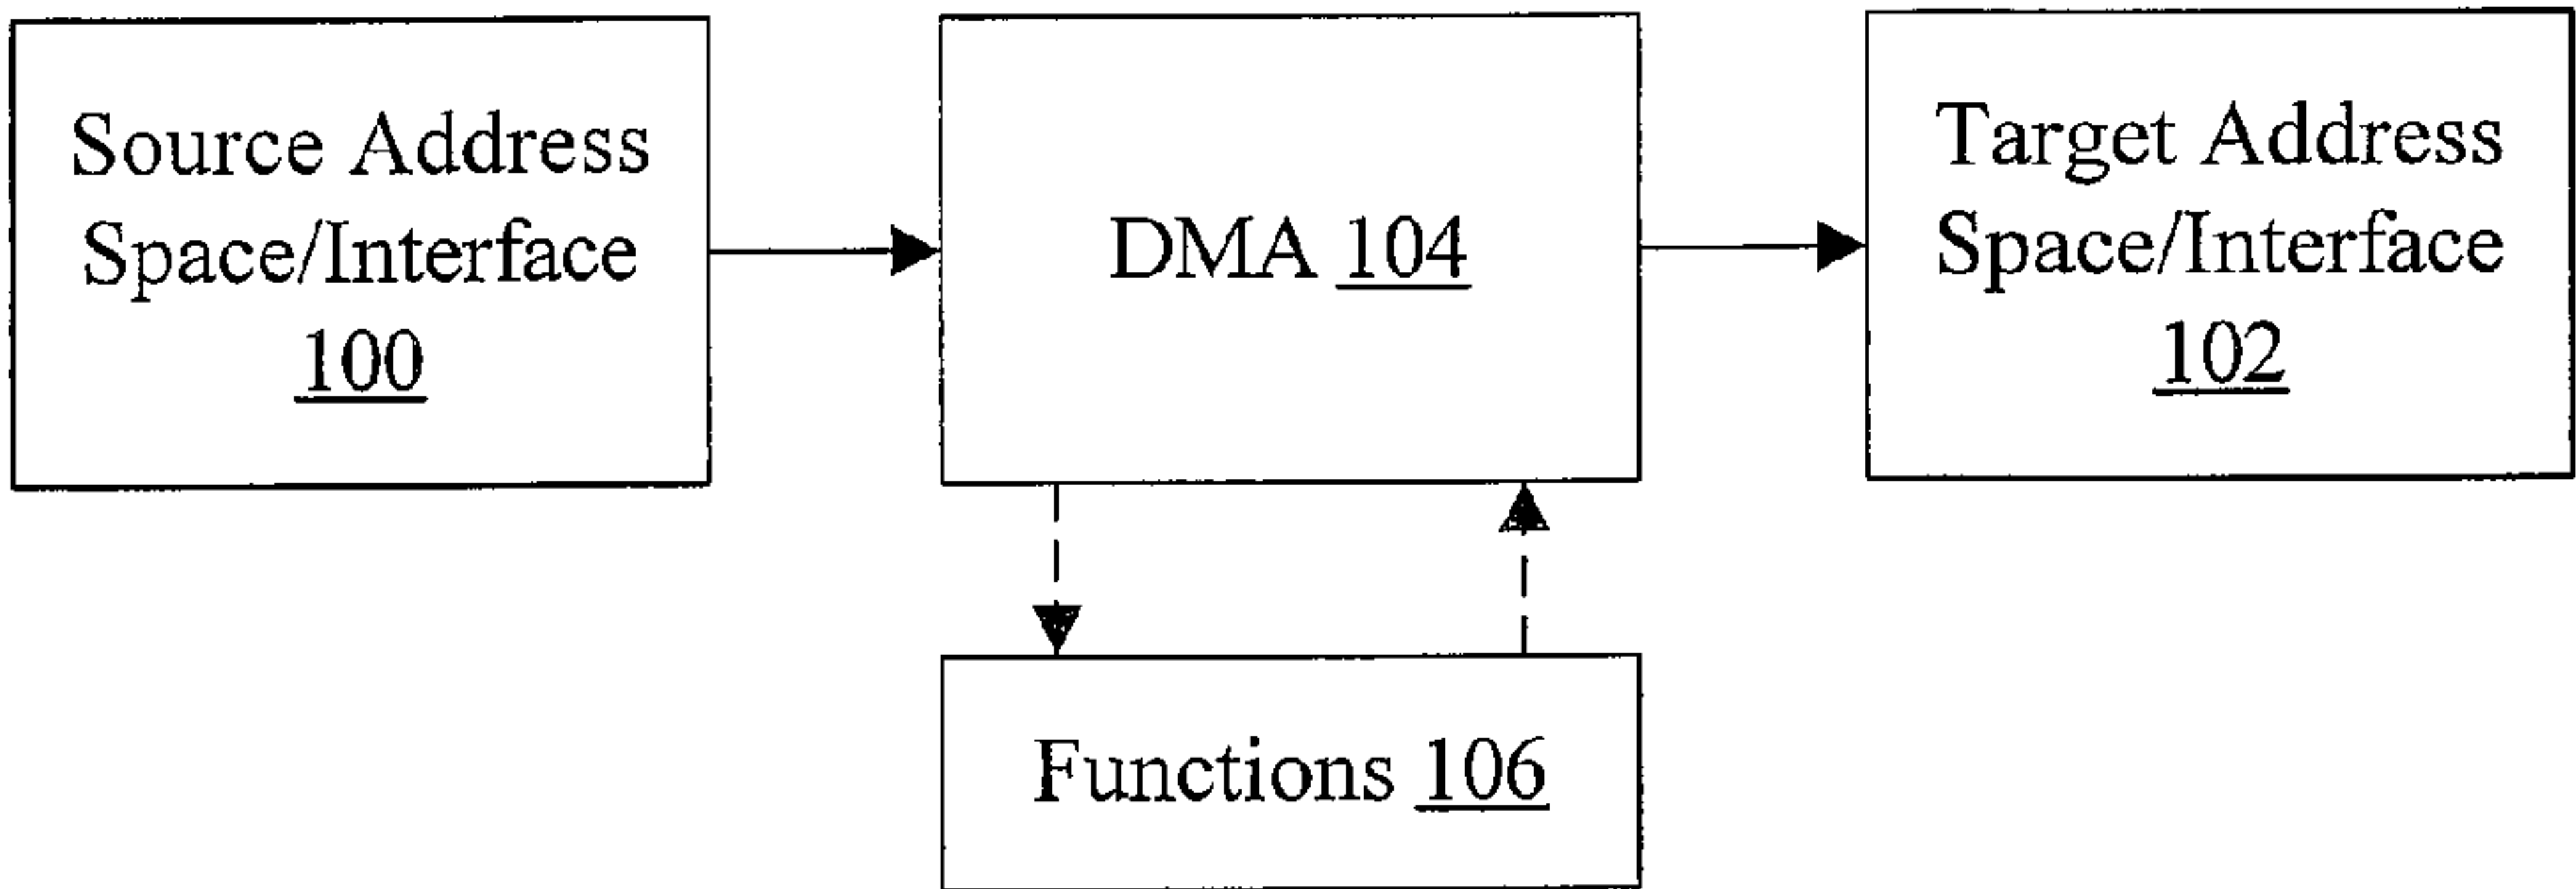 Source Address
Space/Interface
100
DMA 104
Target Address
Space/Interface
102
Functions 106